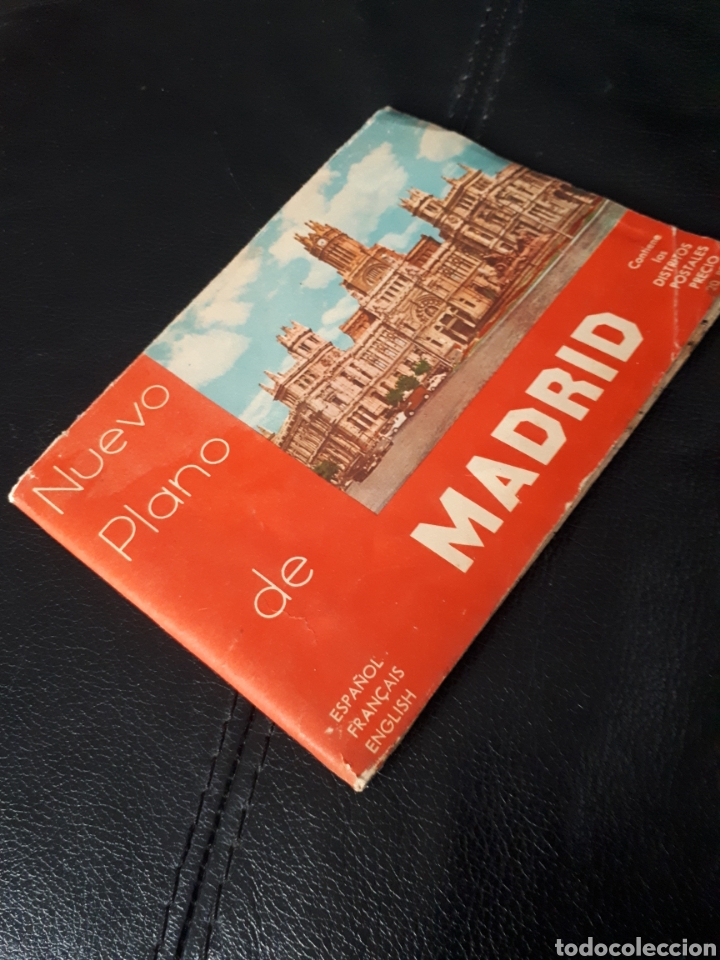 Nuevo
Plano
de
MADRID
Contiene
los
DISTRITOS
POSTALES
PRECIO
ESPAÑOL
FRANÇAIS
ENGLISH
todocoleccion